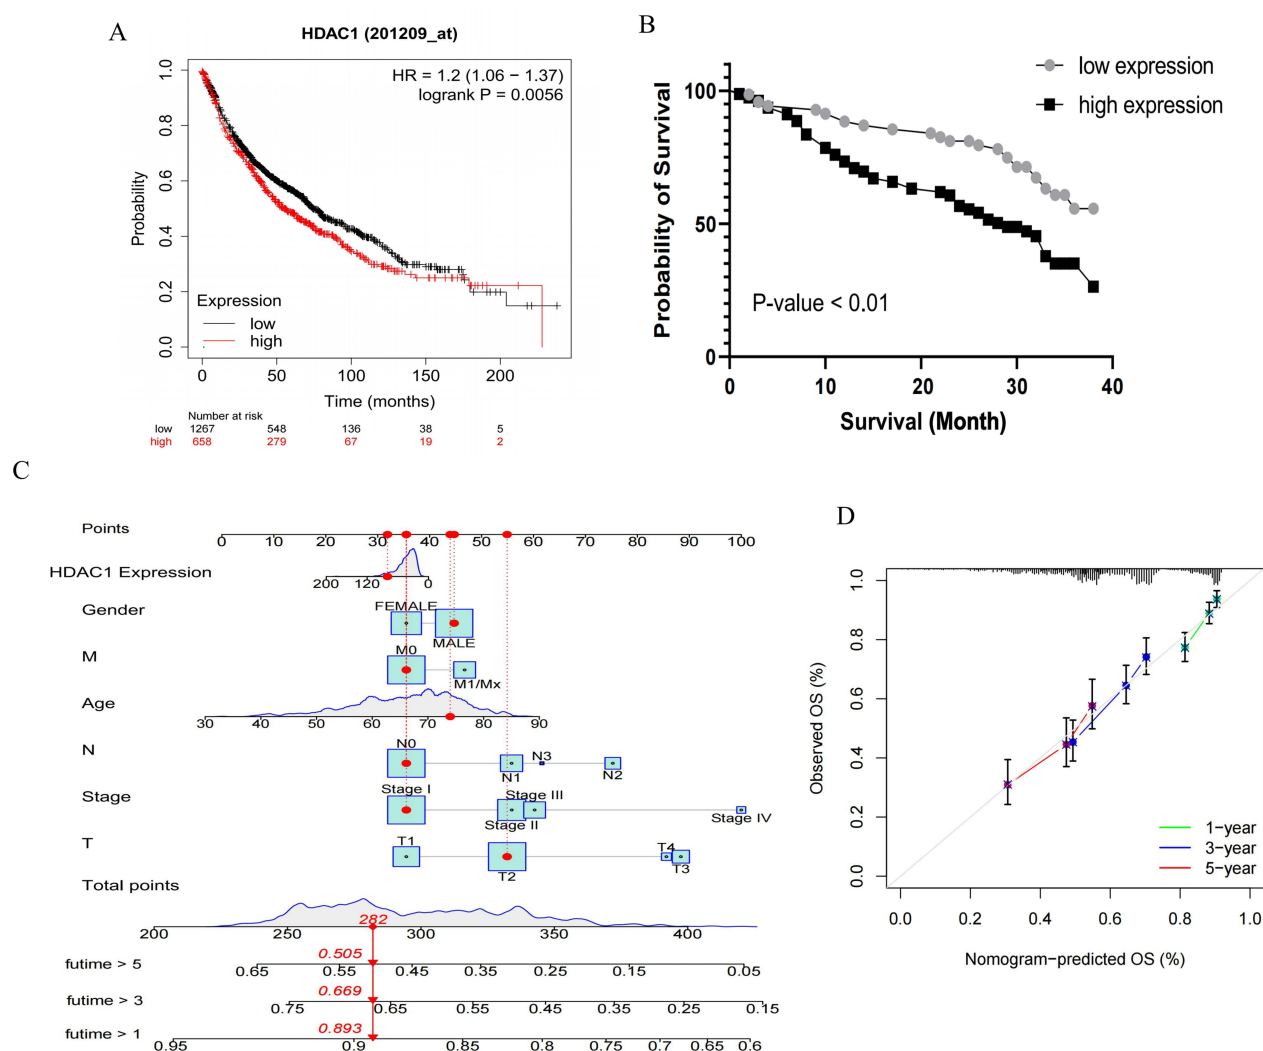 A
HDAC1 (201209_at)
HR = 1.2 (1.06 − 1.37)
logrank P = 0.0056
Probability
1.0
0.8
0.6
0.4
0.2
0.0
Expression
low
high
0 50 100 150 200
Time (months)
Number at risk
low 1267 548 136 38 5
high 658 279 67 19 2
B
low expression
high expression
Probability of Survival
100
50
0
P-value < 0.01
0 10 20 30 40
Survival (Month)
C
Points
0 10 20 30 40 50 60 70 80 90 100
HDAC1 Expression
200 120 0
Gender
FEMALE
MALE
M
M0
M1/Mx
Age
30 40 50 60 70 80 90
N
N0
N1
N3
N2
Stage
Stage I
Stage II
Stage III
Stage IV
T
T1
T2
T4
T3
Total points
282
200 250 300 350 400
futime > 5
0.505
0.65 0.55 0.45 0.35 0.25 0.15 0.05
futime > 3
0.669
0.75 0.65 0.55 0.45 0.35 0.25 0.15
futime > 1
0.893
0.95 0.9 0.85 0.8 0.75 0.7 0.65 0.6
D
Observed OS (%)
1.0
0.8
0.6
0.4
0.2
0.0
1−year
3−year
5−year
0.0 0.2 0.4 0.6 0.8 1.0
Nomogram−predicted OS (%)